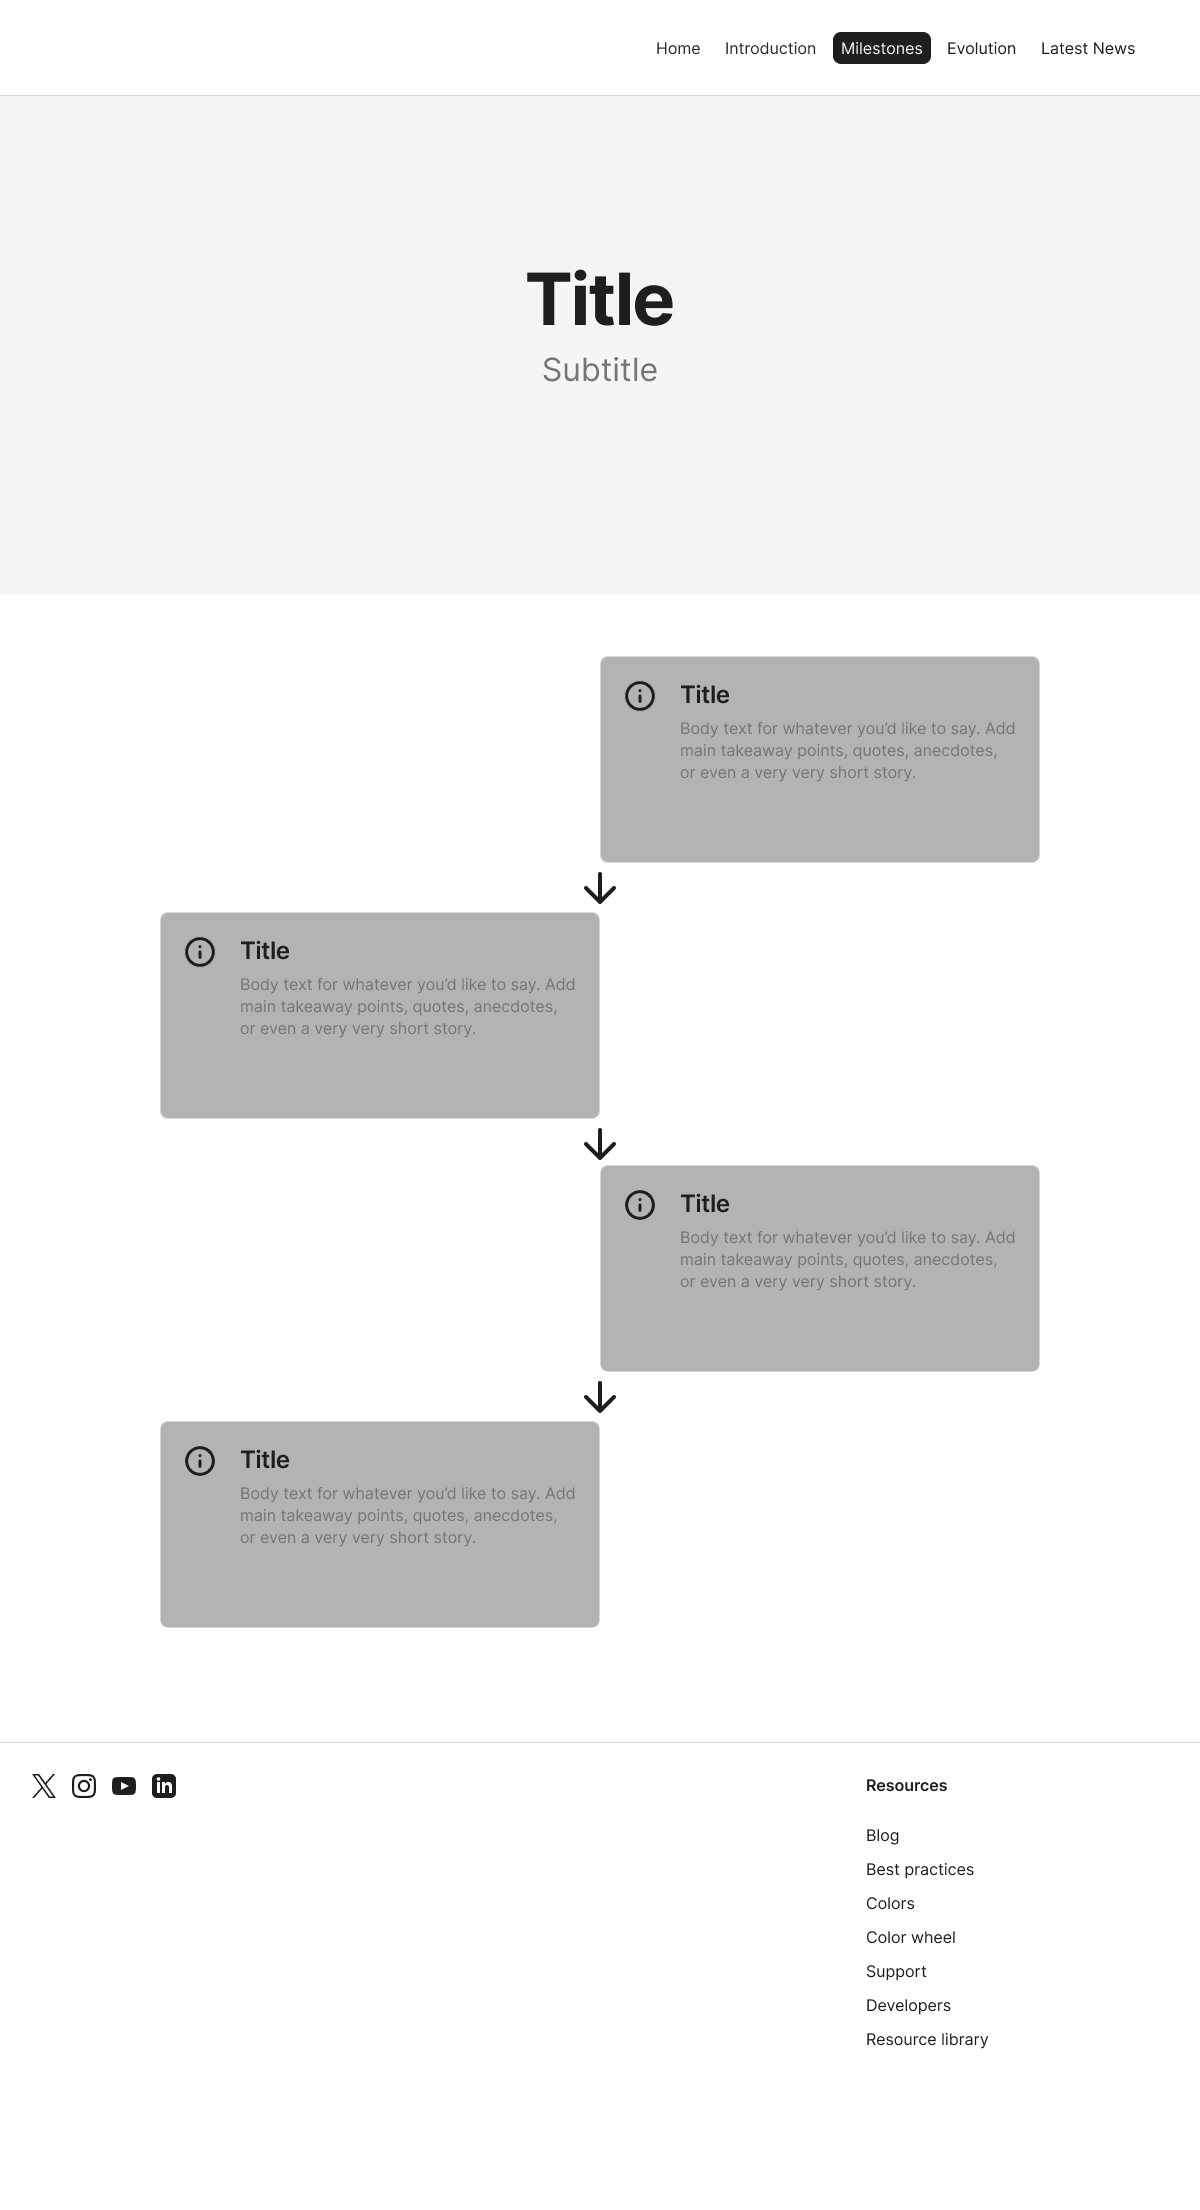 Home Introduction Milestones Evolution Latest News
Title
Subtitle
Title
Body text for whatever you’d like to say. Add
main takeaway points, quotes, anecdotes,
or even a very very short story.
Title
Body text for whatever you’d like to say. Add
main takeaway points, quotes, anecdotes,
or even a very very short story.
Title
Body text for whatever you’d like to say. Add
main takeaway points, quotes, anecdotes,
or even a very very short story.
Title
Body text for whatever you’d like to say. Add
main takeaway points, quotes, anecdotes,
or even a very very short story.
Resources
Blog
Best practices
Colors
Color wheel
Support
Developers
Resource library